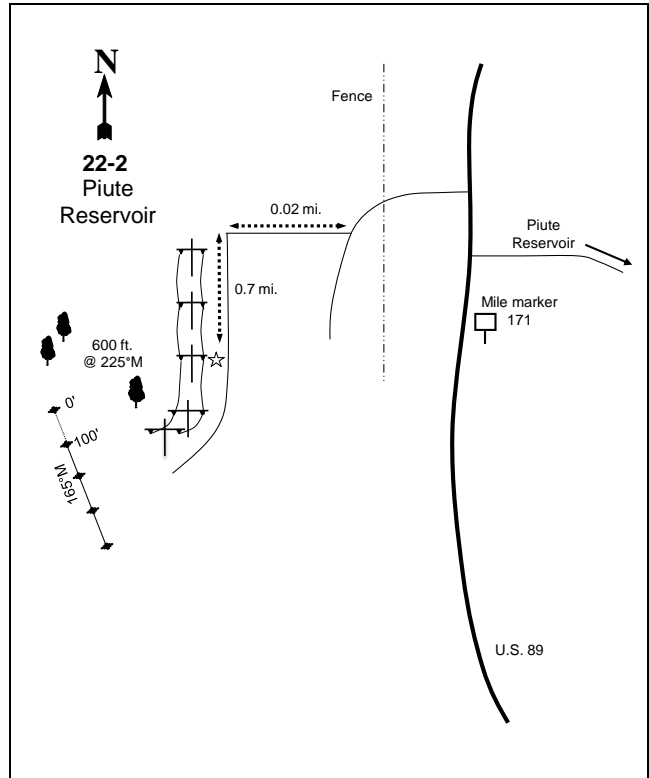 N
22-2
Piute
Reservoir
Fence
0.02 mi.
Piute
Reservoir
0.7 mi.
Mile marker
171
600 ft.
@ 225°M
0'
100'
165°M
U.S. 89